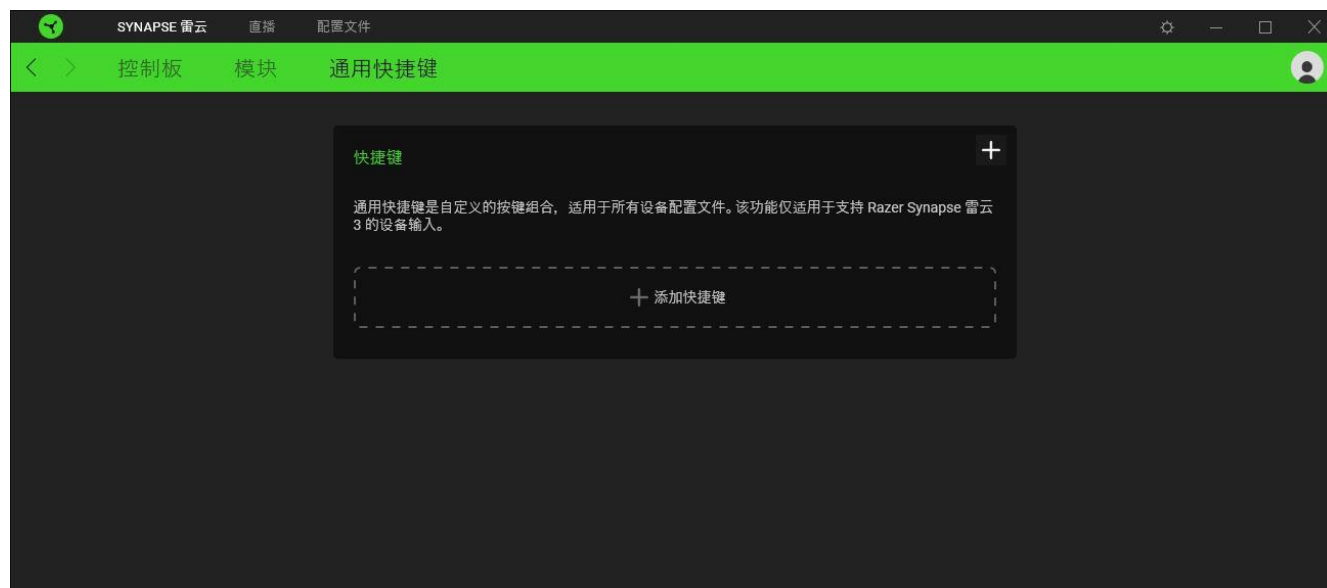 SYNAPSE 雷云 直播 配置文件
控制板 模块 通用快捷键
快捷键
通用快捷键是自定义的按键组合，适用于所有设备配置文件。该功能仅适用于支持 Razer Synapse 雷云
3 的设备输入。
添加快捷键